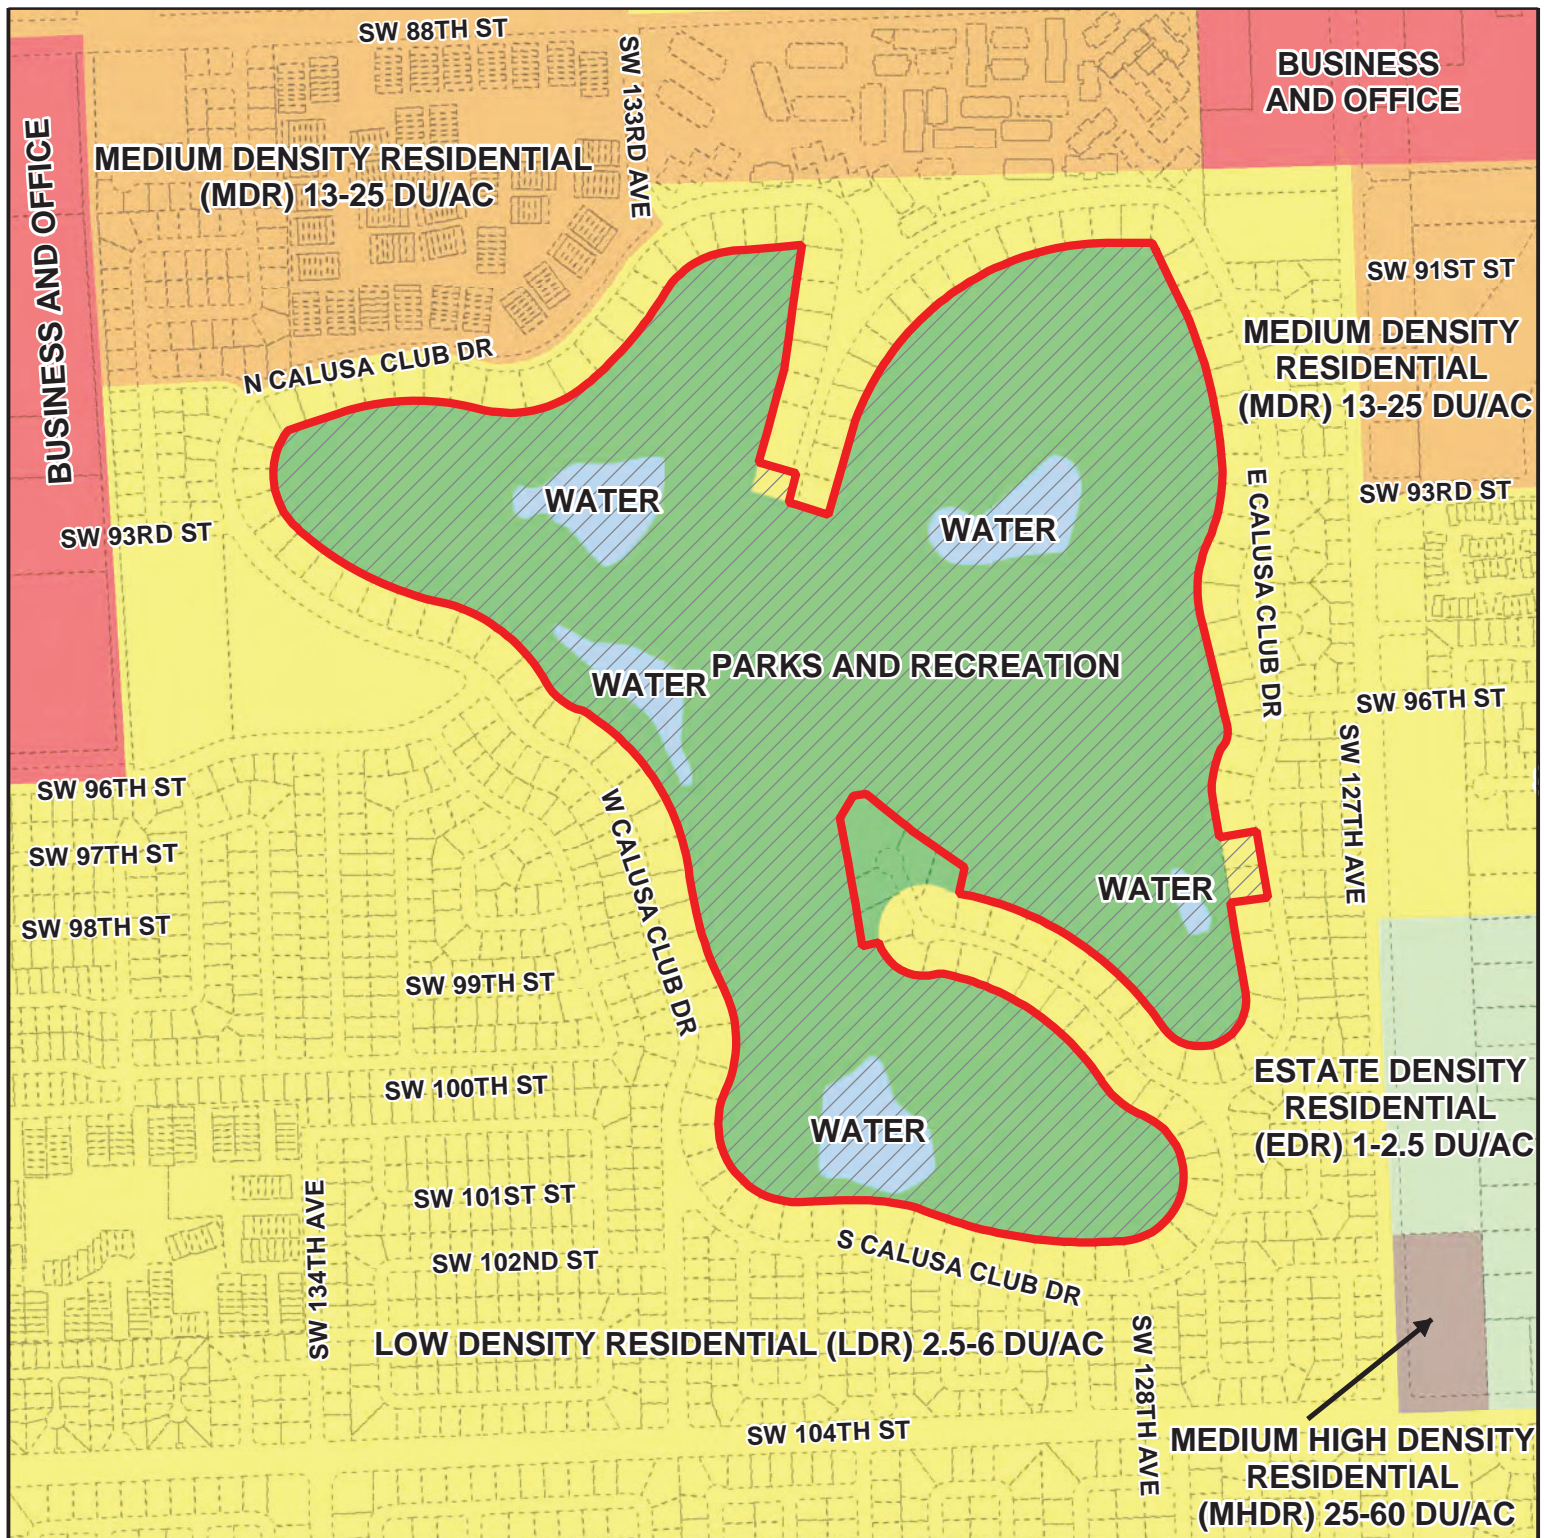 SW 88TH ST
SW 133RD AVE
BUSINESS
AND OFFICE
BUSINESS AND OFFICE
MEDIUM DENSITY RESIDENTIAL
(MDR) 13-25 DU/AC
SW 91ST ST
MEDIUM DENSITY
RESIDENTIAL
(MDR) 13-25 DU/AC
N CALUSA CLUB DR
SW 93RD ST
SW 93RD ST
WATER
WATER
E CALUSA CLUB DR
PARKS AND RECREATION
WATER
SW 96TH ST
SW 127TH AVE
SW 96TH ST
SW 97TH ST
SW 98TH ST
W CALUSA CLUB DR
WATER
SW 99TH ST
SW 100TH ST
ESTATE DENSITY
RESIDENTIAL
(EDR) 1-2.5 DU/AC
WATER
SW 101ST ST
SW 134TH AVE
SW 102ND ST
S CALUSA CLUB DR
LOW DENSITY RESIDENTIAL (LDR) 2.5-6 DU/AC
SW 128TH AVE
SW 104TH ST
MEDIUM HIGH DENSITY
RESIDENTIAL
(MHDR) 25-60 DU/AC